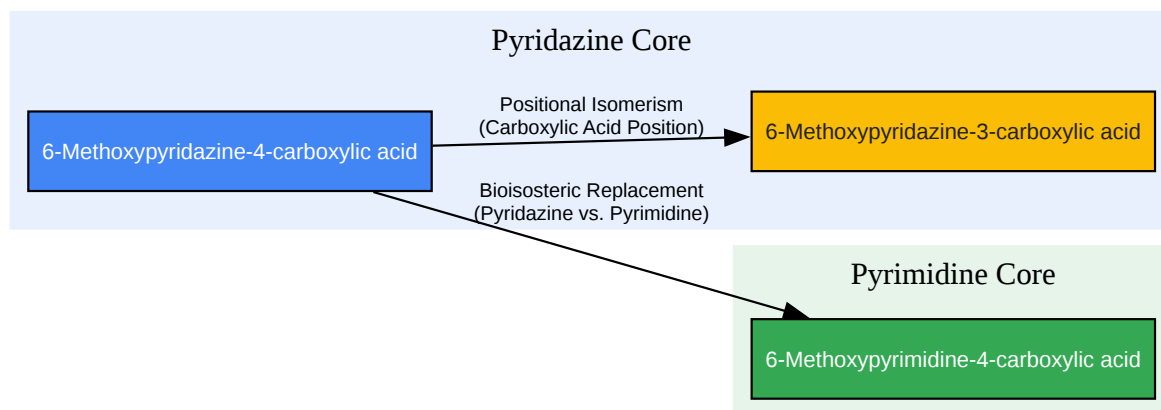 Pyridazine Core
6-Methoxypyridazine-4-carboxylic acid
Positional Isomerism
(Carboxylic Acid Position)
6-Methoxypyridazine-3-carboxylic acid
Bioisosteric Replacement
(Pyridazine vs. Pyrimidine)
Pyrimidine Core
6-Methoxypyrimidine-4-carboxylic acid